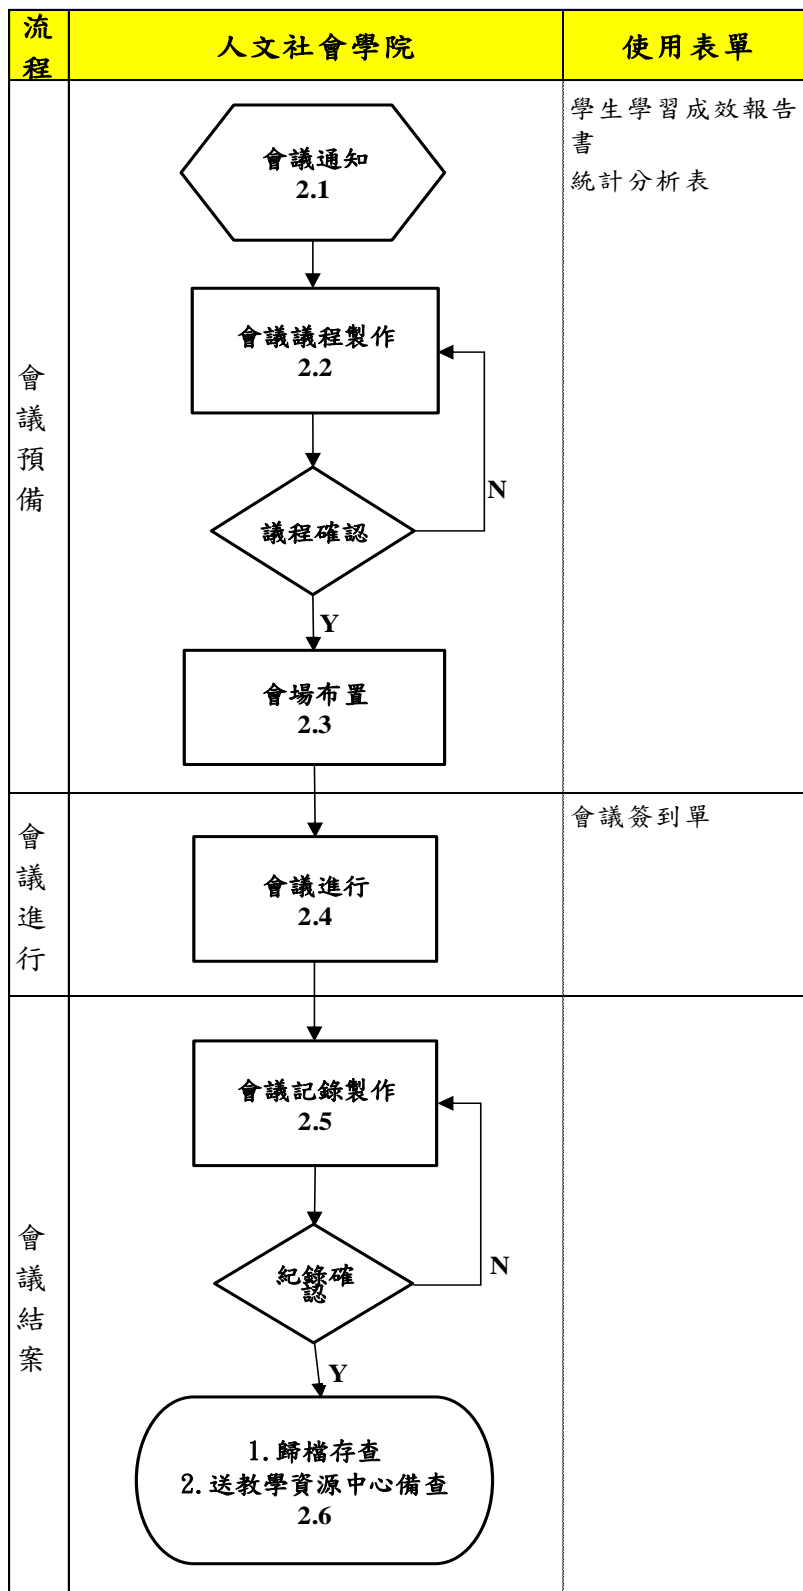 流
程
人文社會學院
使用表單
會
議
預
備
會議通知
2.1
學生學習成效報告
書
統計分析表
會議議程製作
2.2
N
議程確認
Y
會場布置
2.3
會
議
進
行
會議進行
2.4
會議簽到單
會
議
結
案
會議記錄製作
2.5
N
紀錄確
認
Y
1.歸檔存查
2.送教學資源中心備查
2.6